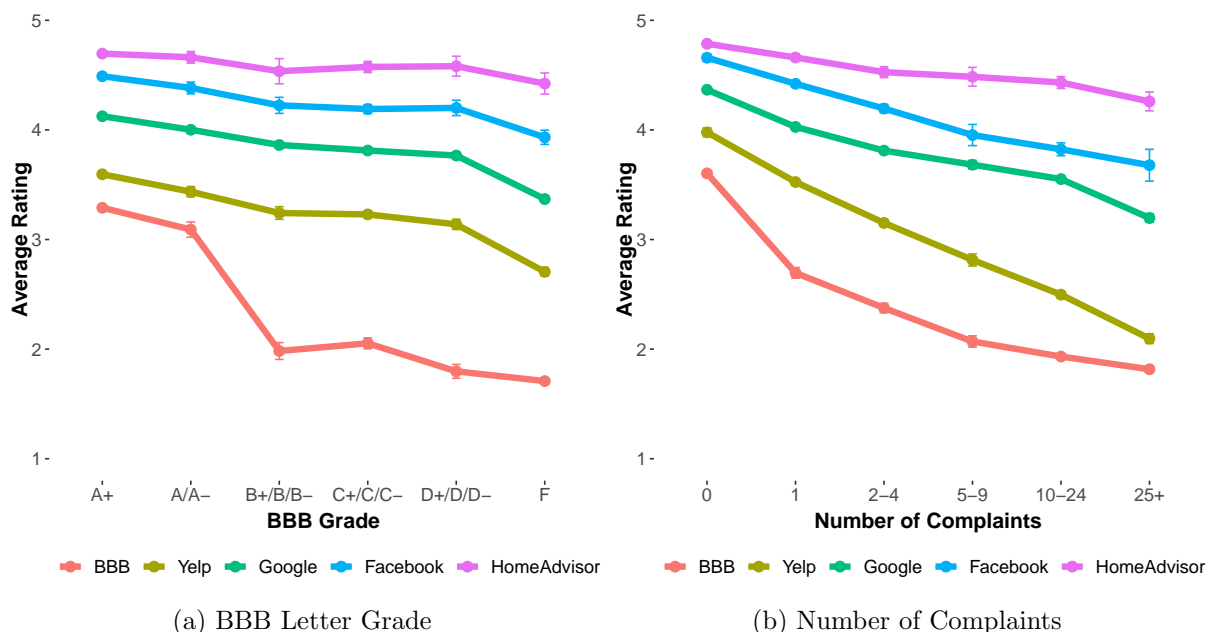 5
4
3
2
1
Average Rating
A+ A/A− B+/B/B− C+/C/C− D+/D/D− F
BBB Grade
BBB Yelp Google Facebook HomeAdvisor
(a) BBB Letter Grade
5
4
3
2
1
Average Rating
0 1 2−4 5−9 10−24 25+
Number of Complaints
BBB Yelp Google Facebook HomeAdvisor
(b) Number of Complaints